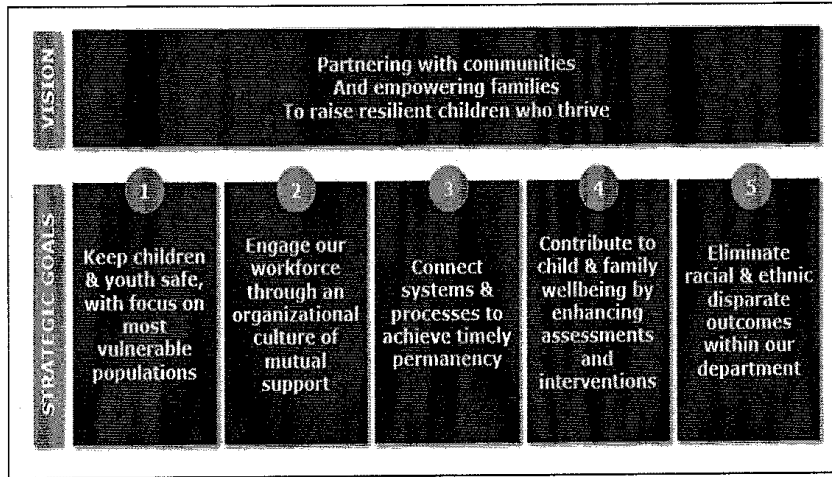 VISION
Partnering with communities
And empowering families
To raise resilient children who thrive
STRATEGIC GOALS
1
Keep children
& youth safe,
with focus on
most
vulnerable
populations
2
Engage our
workforce
through an
organizational
culture of
mutual
support
3
Connect
systems &
processes to
achieve timely
permanency
4
Contribute to
child & family
wellbeing by
enhancing
assessments
and
interventions
5
Eliminate
racial & ethnic
disparate
outcomes
within our
department